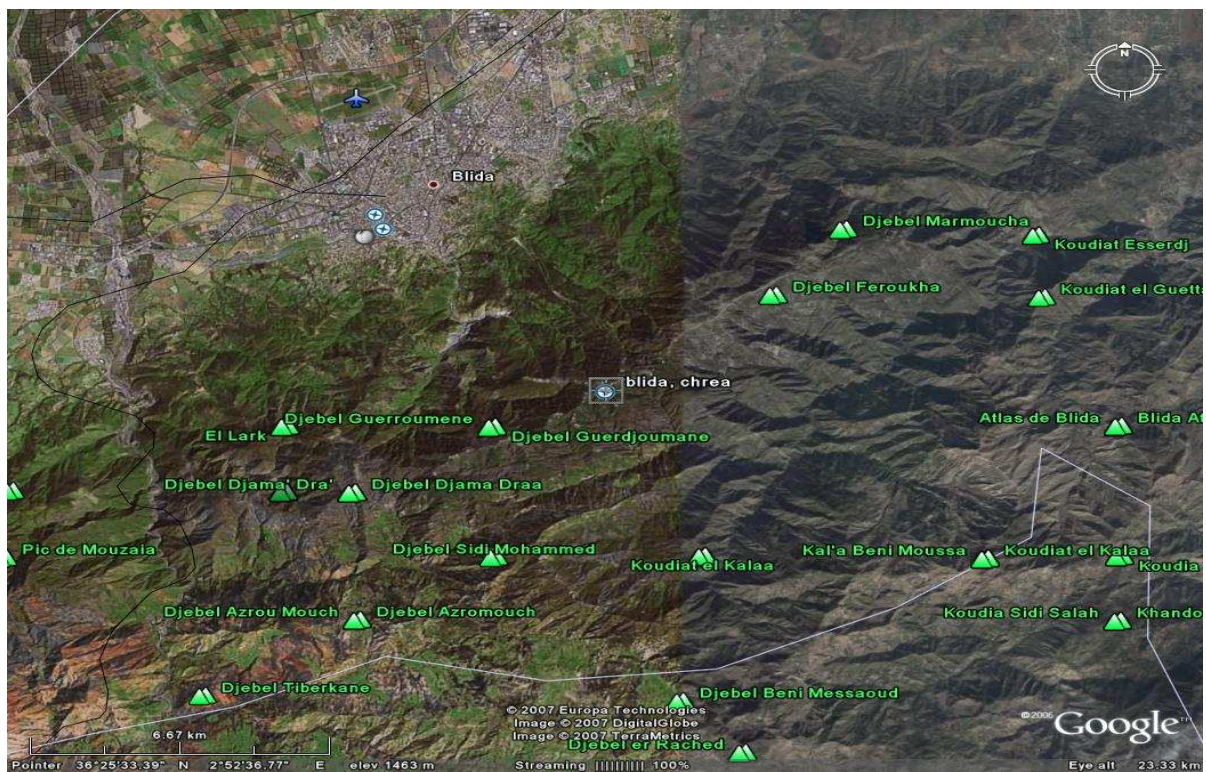 N
Blida
Djebel Marmoucha
Koudiat Esserdj
Djebel Feroukha
Koudiat el Guetta
blida, chrea
Djebel Guerroumene
El Lark
Djebel Guerdjoumane
Atlas de Blida
Blida At
Djebel Djama' Dra'
Djebel Djama Draa
Pic de Mouzaia
Djebel Sidi Mohammed
Koudiat el Kalaa
Kal'a Beni Moussa
Koudiat el Kalaa
Koudia
Djebel Azrou Mouch
Djebel Azromouch
Koudia Sidi Salah
Khando
Djebel Tiberkane
Djebel Beni Messaoud
© 2007 Europa Technologies
Image © 2007 DigitalGlobe
Image © 2007 TerraMetrics
©2006 Google™
6.67 km
Djebel er Rached
Pointer 36°25'33.39" N 2°52'36.77" E elev 1463 m Streaming ||||||||| 100% Eye alt 23.33 km